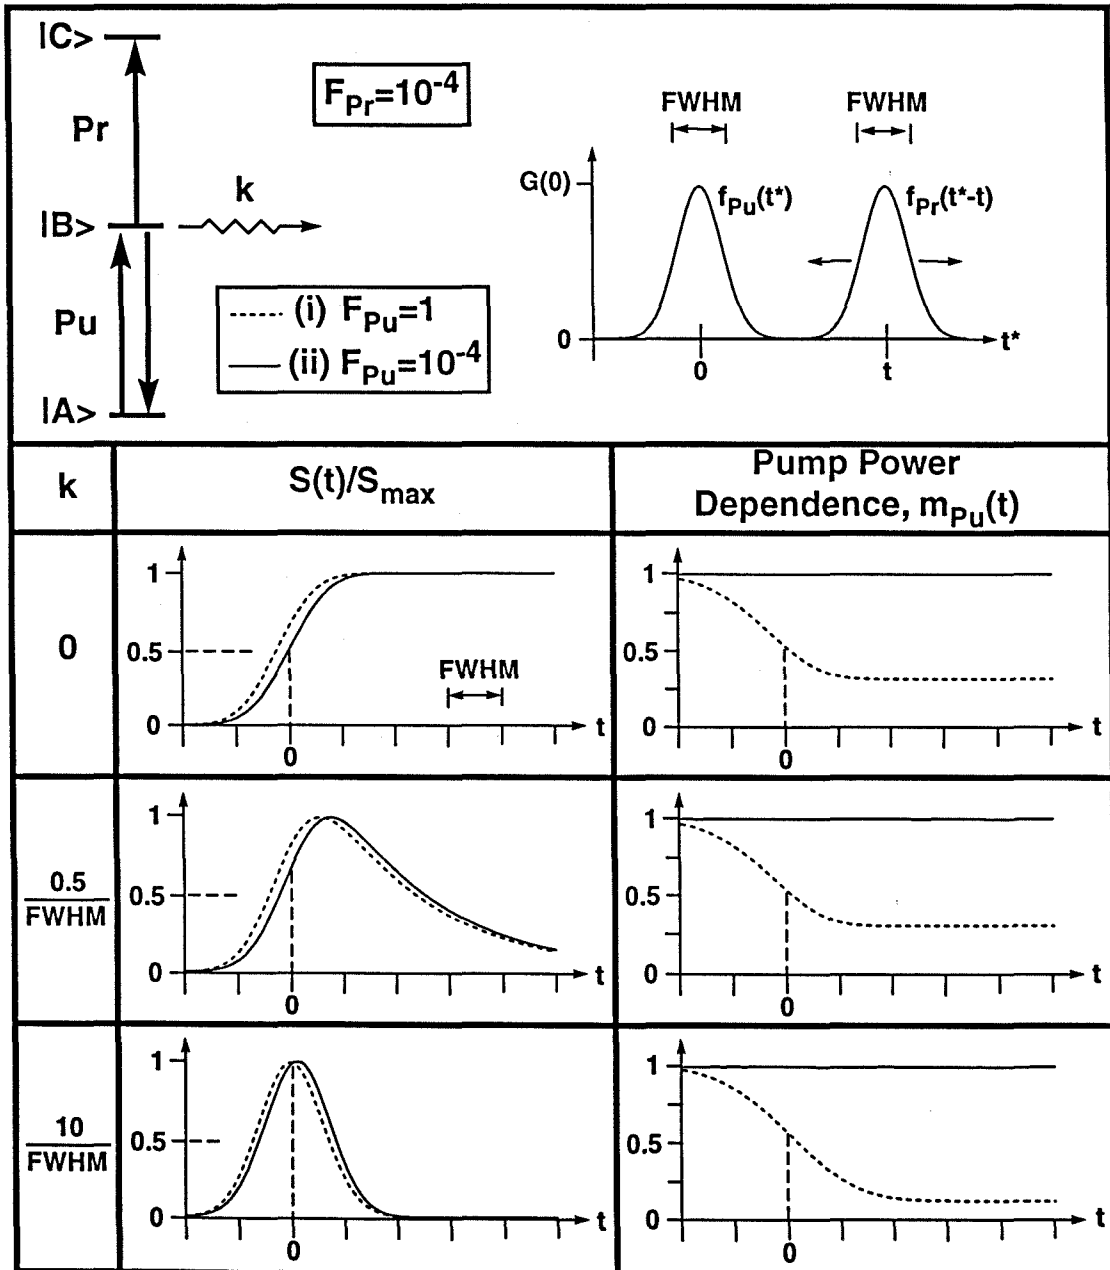 |C>
Pr
F_Pr=10^-4
|B>
k
Pu
|A>
----- (i) F_Pu=1
— (ii) F_Pu=10^-4
FWHM FWHM
G(0)
f_Pu(t*) f_Pr(t*-t)
0
0 t
t*
k S(t)/S_max Pump Power
Dependence, m_Pu(t)
0
1
0.5
FWHM
0
0
t
1
0.5
0
0
t
0.5
FWHM
1
0.5
0
0
t
1
0.5
0
0
t
10
FWHM
1
0.5
0
0
t
1
0.5
0
0
t